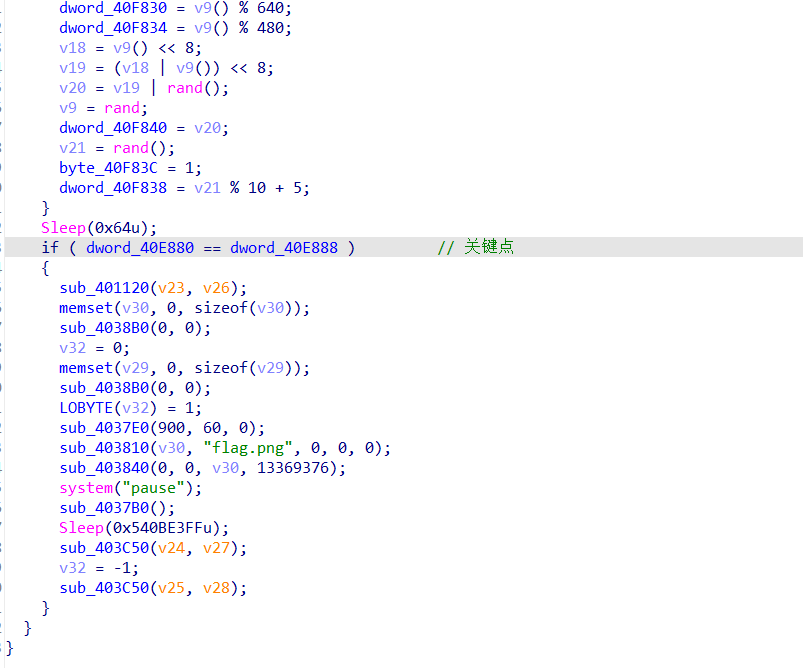 dword_40F830 = v9() % 640;
dword_40F834 = v9() % 480;
v18 = v9() << 8;
v19 = (v18 | v9()) << 8;
v20 = v19 | rand();
v9 = rand;
dword_40F840 = v20;
v21 = rand();
byte_40F83C = 1;
dword_40F838 = v21 % 10 + 5;
}
Sleep(0x64u);
if ( dword_40E880 == dword_40E888 ) // 关键点
{
sub_401120(v23, v26);
memset(v30, 0, sizeof(v30));
sub_4038B0(0, 0);
v32 = 0;
memset(v29, 0, sizeof(v29));
sub_4038B0(0, 0);
LOBYTE(v32) = 1;
sub_4037E0(900, 60, 0);
sub_403810(v30, "flag.png", 0, 0, 0);
sub_403840(0, 0, v30, 13369376);
system("pause");
sub_4037B0();
Sleep(0x540BE3FFu);
sub_403C50(v24, v27);
v32 = -1;
sub_403C50(v25, v28);
}
}
}